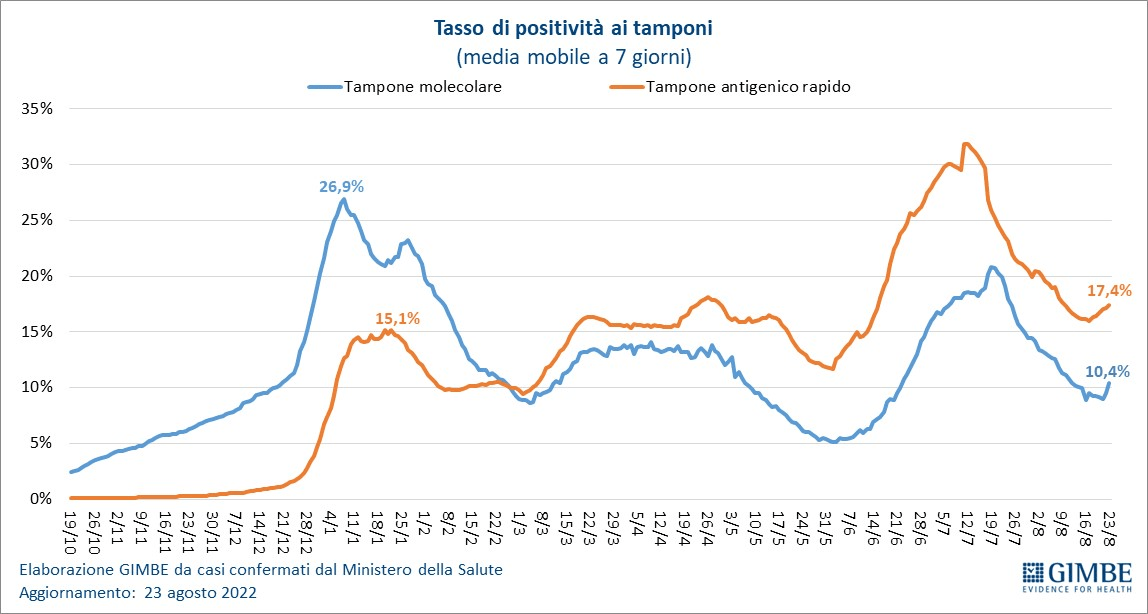 Tasso di positività ai tamponi
(media mobile a 7 giorni)
Tampone molecolare Tampone antigenico rapido
35%
30%
26,9%
25%
20%
17,4%
15,1%
15%
10,4%
10%
5%
0%
19/10 26/10 2/11 9/11 16/11 23/11 30/11 7/12 14/12 21/12 28/12 4/1 11/1 18/1 25/1 1/2 8/2 15/2 22/2 1/3 8/3 15/3 22/3 29/3 5/4 12/4 19/4 26/4 3/5 10/5 17/5 24/5 31/5 7/6 14/6 21/6 28/6 5/7 12/7 19/7 26/7 2/8 9/8 16/8 23/8
Elaborazione GIMBE da casi confermati dal Ministero della Salute
Aggiornamento: 23 agosto 2022
GIMBE
EVIDENCE FOR HEALTH